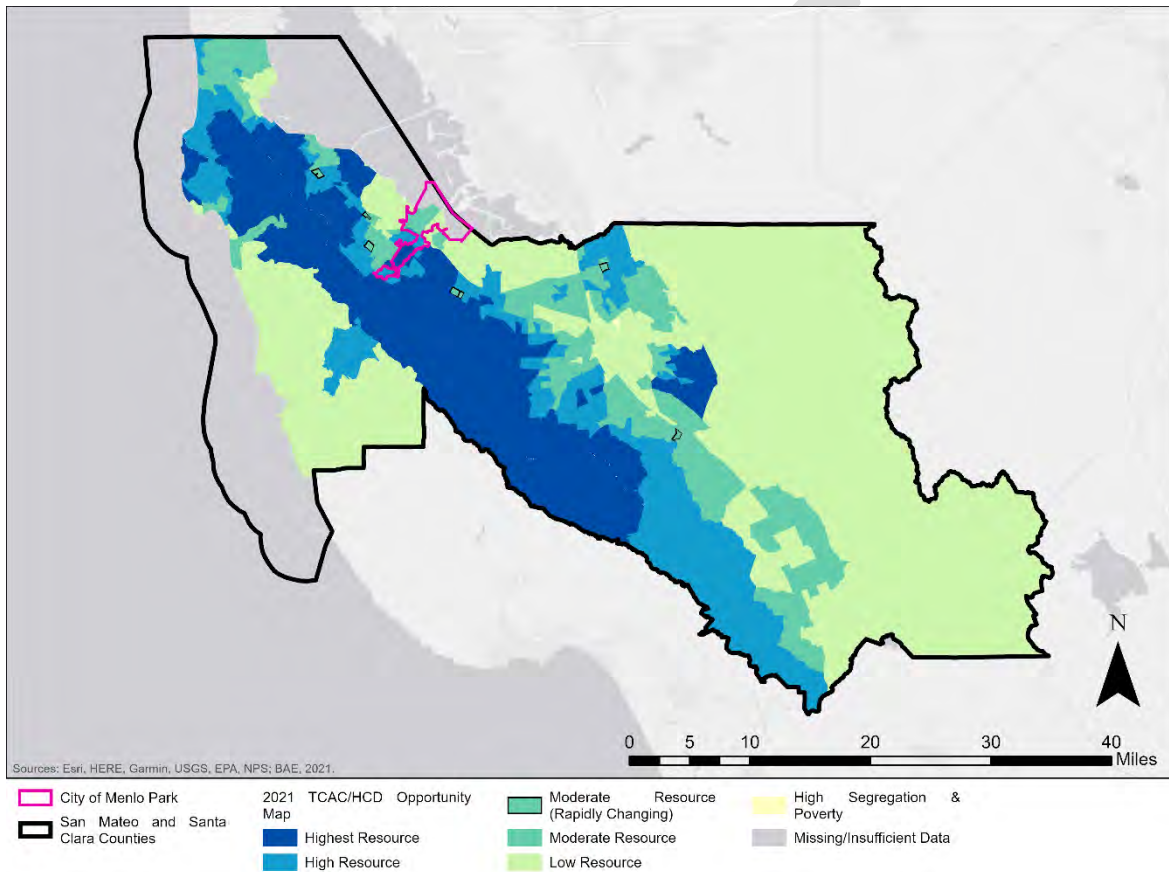 N
0 10 20 30 40
Miles
Sources: Esri, HERE, Garmin, USGS, EPA, NPS; BAE, 2021.
City of Menlo Park
San Mateo and Santa
Clara Counties
2021 TCAC/HCD Opportunity
Map
Highest Resource
High Resource
Moderate Resource
(Rapidly Changing)
Moderate Resource
Low Resource
High Segregation &
Poverty
Missing/Insufficient Data